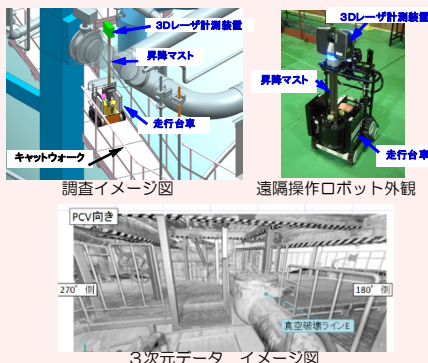 3Dレーザ計測装置
昇降マスト
走行台車
キャットウォーク
調査イメージ図
3Dレーザ計測装置
昇降マスト
走行台車
遠隔操作ロボット外観
PCV向き
270°側
180°側
真空破壊ラインE
３次元データ　イメージ図